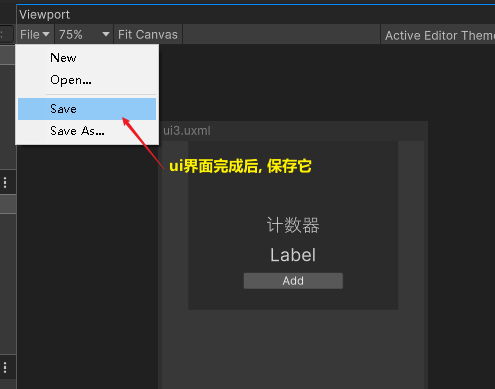 Viewport
File 75% Fit Canvas Active Editor Theme
New
Open...
Save
Save As...
ui3.uxml
ui界面完成后, 保存它
计数器
Label
Add